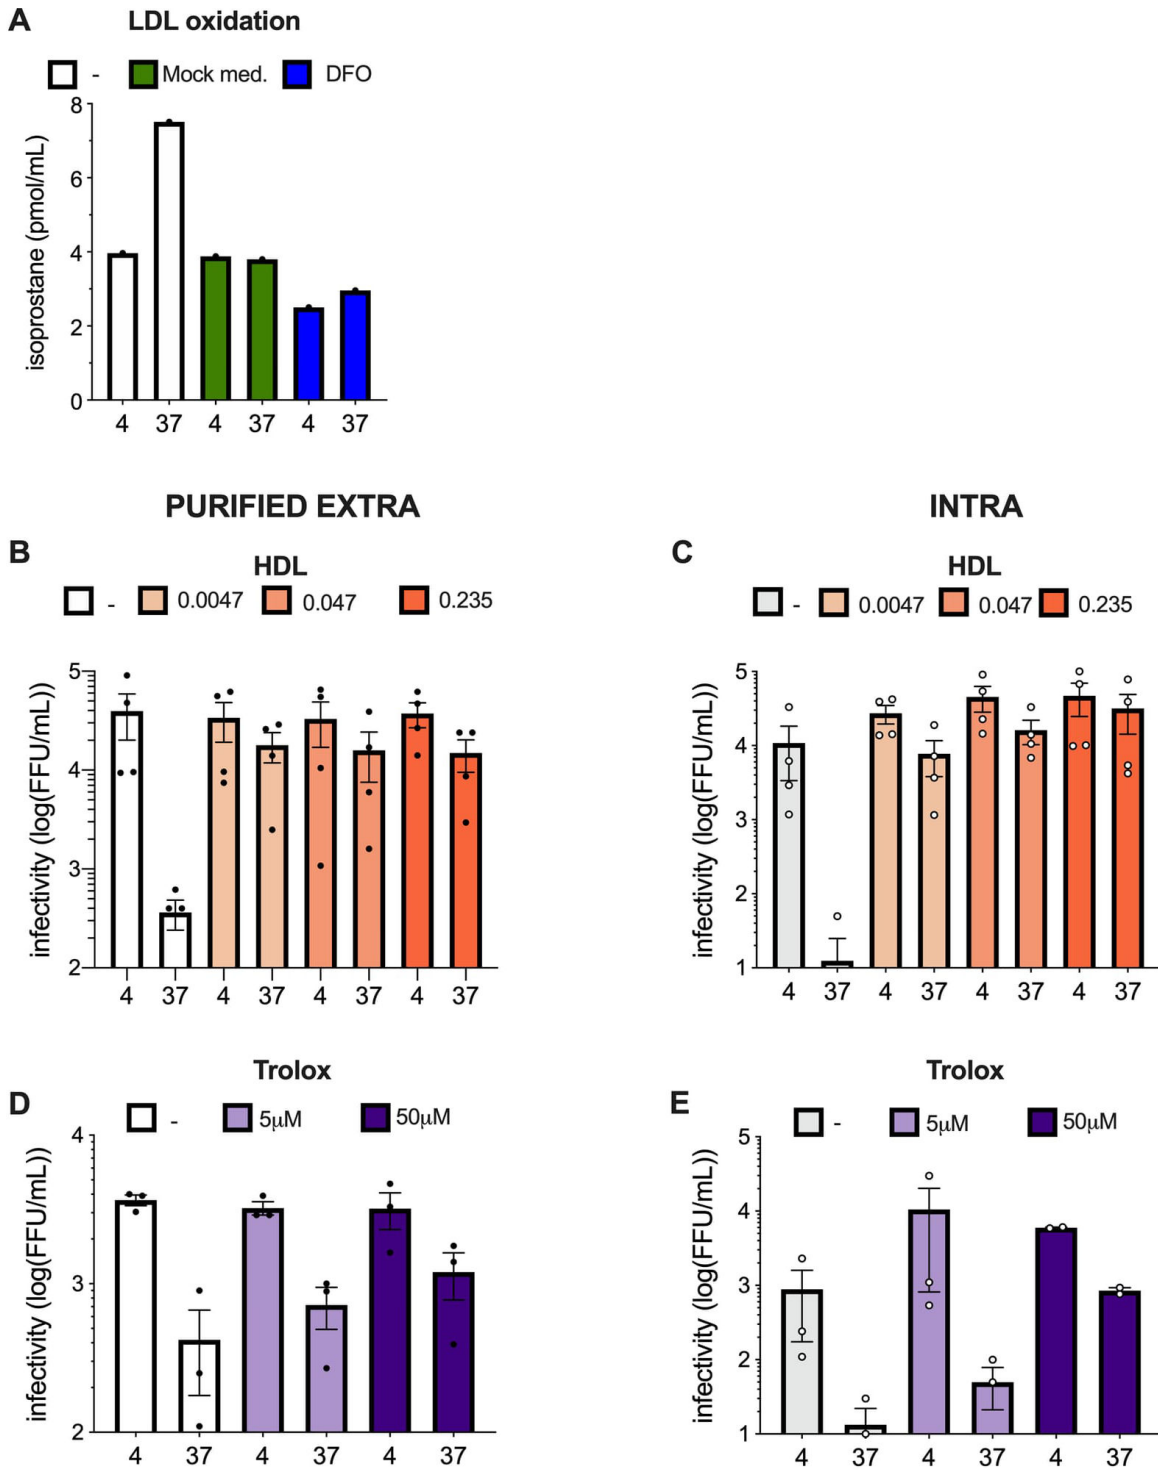 A
LDL oxidation
- Mock med. DFO
isoprostane (pmol/mL)
8
6
4
2
0
4 37 4 37 4 37
PURIFIED EXTRA
INTRA
B
HDL
- 0.0047 0.047 0.235
infectivity (log(FFU/mL))
5
4
3
2
4 37 4 37 4 37 4 37
C
HDL
- 0.0047 0.047 0.235
infectivity (log(FFU/mL))
5
4
3
2
1
4 37 4 37 4 37 4 37
D
Trolox
- 5μM 50μM
infectivity (log(FFU/mL))
4
3
2
4 37 4 37 4 37
E
Trolox
- 5μM 50μM
infectivity (log(FFU/mL))
5
4
3
2
1
4 37 4 37 4 37